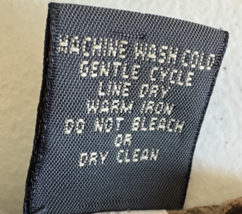 MACHINE WASH COLD
GENTLE CYCLE
LINE DRY
WARM IRON
DO NOT BLEACH
OR
DRY CLEAN